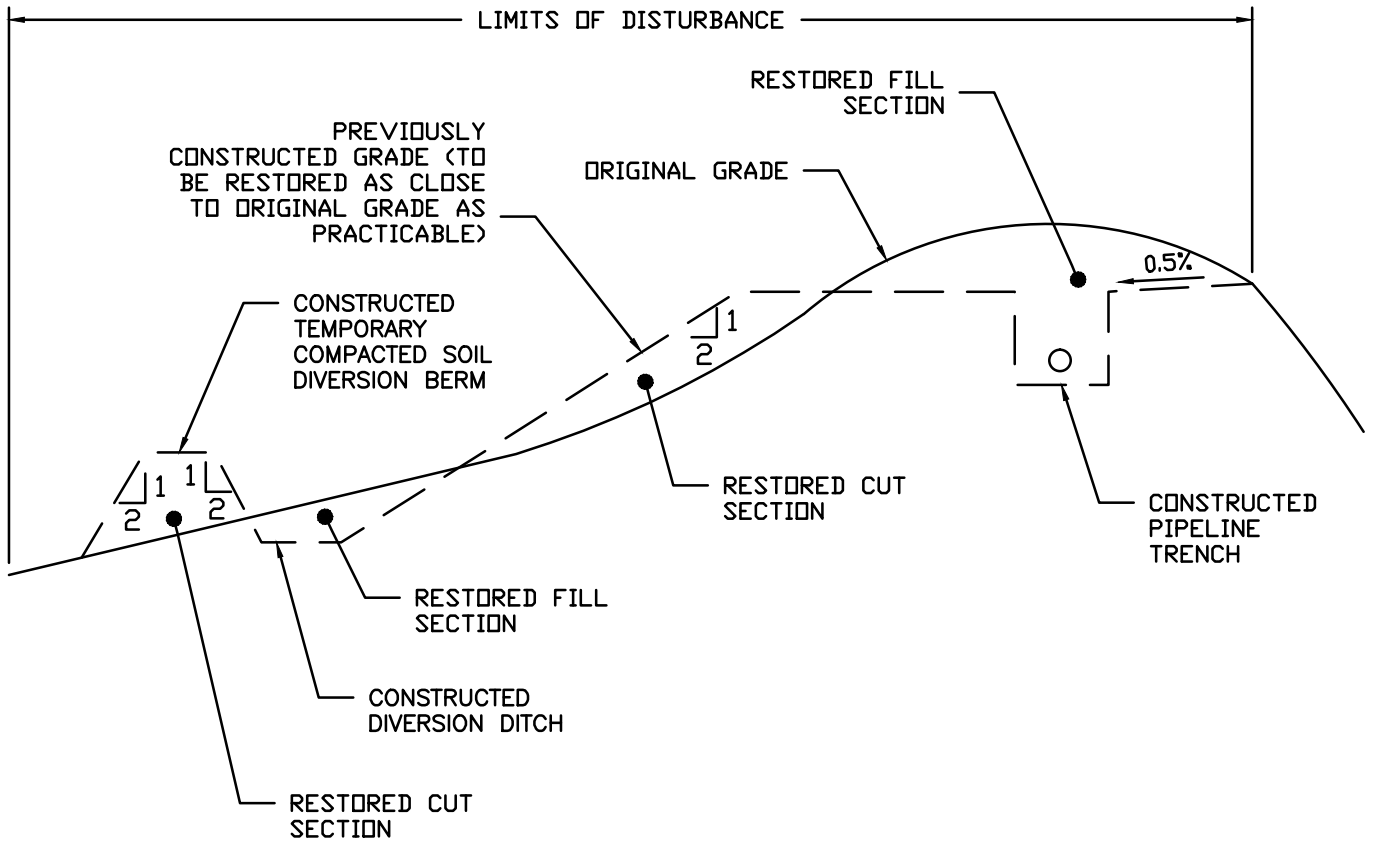 LIMITS OF DISTURBANCE
RESTORED FILL
SECTION
PREVIOUSLY
CONSTRUCTED GRADE (TO
BE RESTORED AS CLOSE
TO ORIGINAL GRADE AS
PRACTICABLE)
ORIGINAL GRADE
0.5%
CONSTRUCTED
TEMPORARY
COMPACTED SOIL
DIVERSION BERM
1
2
1
2
1
2
RESTORED CUT
SECTION
CONSTRUCTED
PIPELINE
TRENCH
RESTORED FILL
SECTION
CONSTRUCTED
DIVERSION DITCH
RESTORED CUT
SECTION